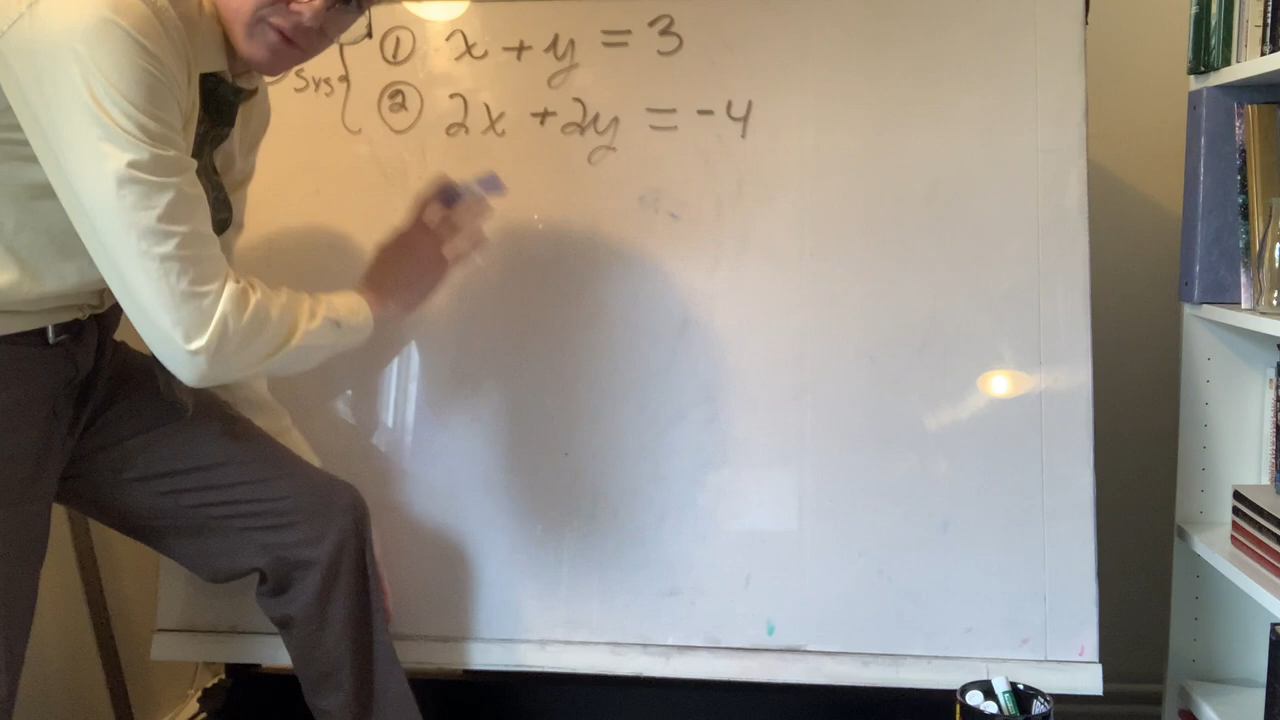 ① x + y = 3
Sys { ② 2x + 2y = -4